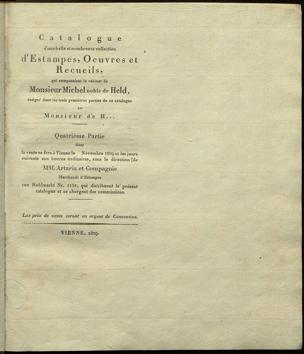 Catalogue
d'une belle et nombreuse collection
d'Estampes, Oeuvres et
Recueils,
qui composaient le cabinet de
Monsieur Michel noble de Held,
rédigé dans les trois premières parties de ce catalogue
par
Monsieur de H...
Quatrième Partie
dont
la vente se fera à Vienne le Novembre 1809 et les jours
suivants aux heures ordinaires, sous la direction de
MM. Artaria et Compagnie
Marchands d'Estampes
rue Kohlmarkt Nr. 1151, qui distribuent le présent
catalogue et se chargent des commissions.
Les prix de vente seront en argent de Convention.
VIENNE, 1809.